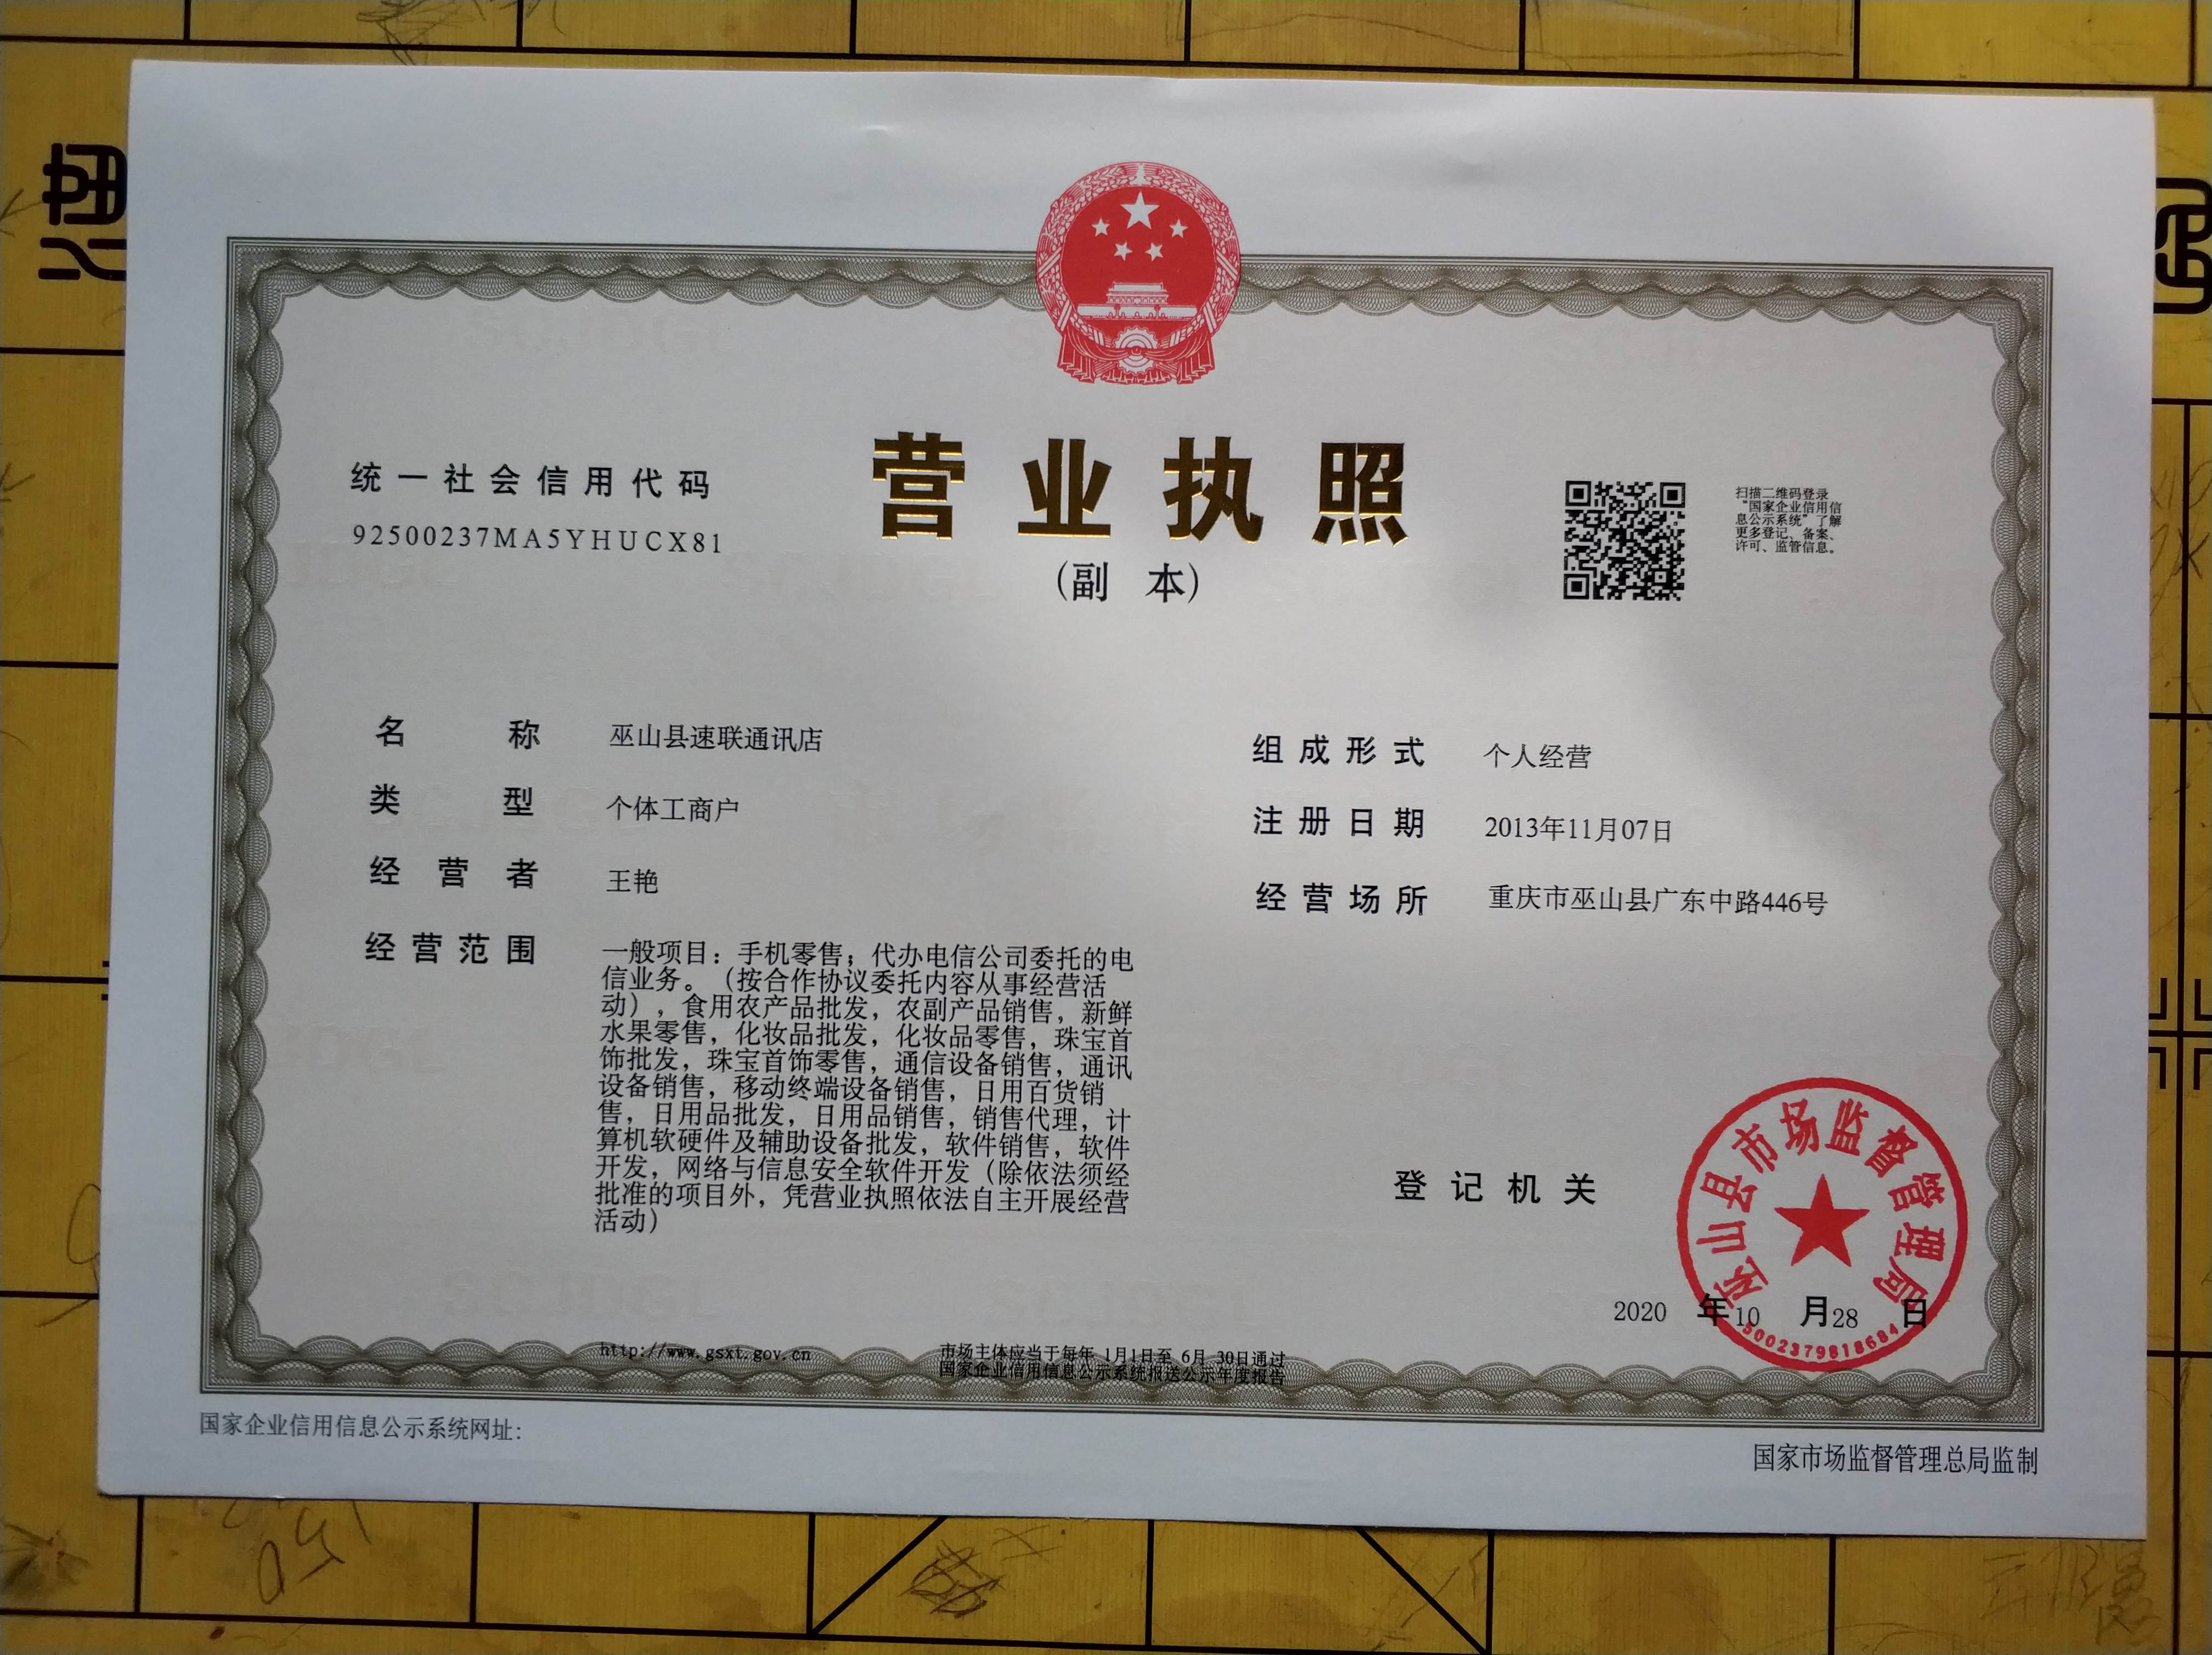 营业执照
(副 本)
统一社会信用代码
92500237MA5YHUCX81
扫描二维码登录
“国家企业信用信
息公示系统”了解
更多登记、备案、
许可、监管信息。
名称 巫山县速联通讯店
类型 个体工商户
经营者 王艳
经营范围 一般项目：手机零售；代办电信公司委托的电
信业务。（按合作协议委托内容从事经营活
动），食用农产品批发，农副产品销售，新鲜
水果零售，化妆品批发，化妆品零售，珠宝首
饰批发，珠宝首饰零售，通信设备销售，通讯
设备销售，移动终端设备销售，日用百货销
售，日用品批发，日用品销售，销售代理，计
算机软硬件及辅助设备批发，软件销售，软件
开发，网络与信息安全软件开发（除依法须经
批准的项目外，凭营业执照依法自主开展经营
活动）
组成形式 个人经营
注册日期 2013年11月07日
经营场所 重庆市巫山县广东中路446号
登记机关
巫山县市场监督管理局
5002379818684
2020 年10 月28 日
http://www.gsxt.gov.cn
市场主体应当于每年 1月1日至 6月 30日通过
国家企业信用信息公示系统报送公示年度报告
国家企业信用信息公示系统网址：
国家市场监督管理总局监制